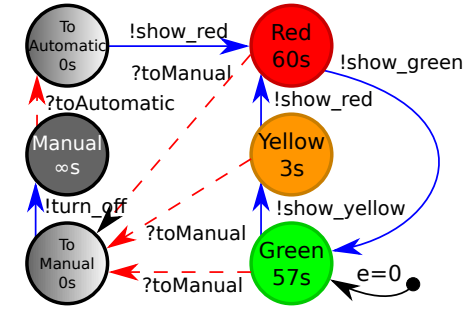 To
Automatic
0s
!show_red
Red
60s
!show_green
?toManual
?toAutomatic
!show_red
Manual
∞s
Yellow
3s
!turn_off
!show_yellow
To
Manual
0s
?toManual
Green
57s
e=0
?toManual